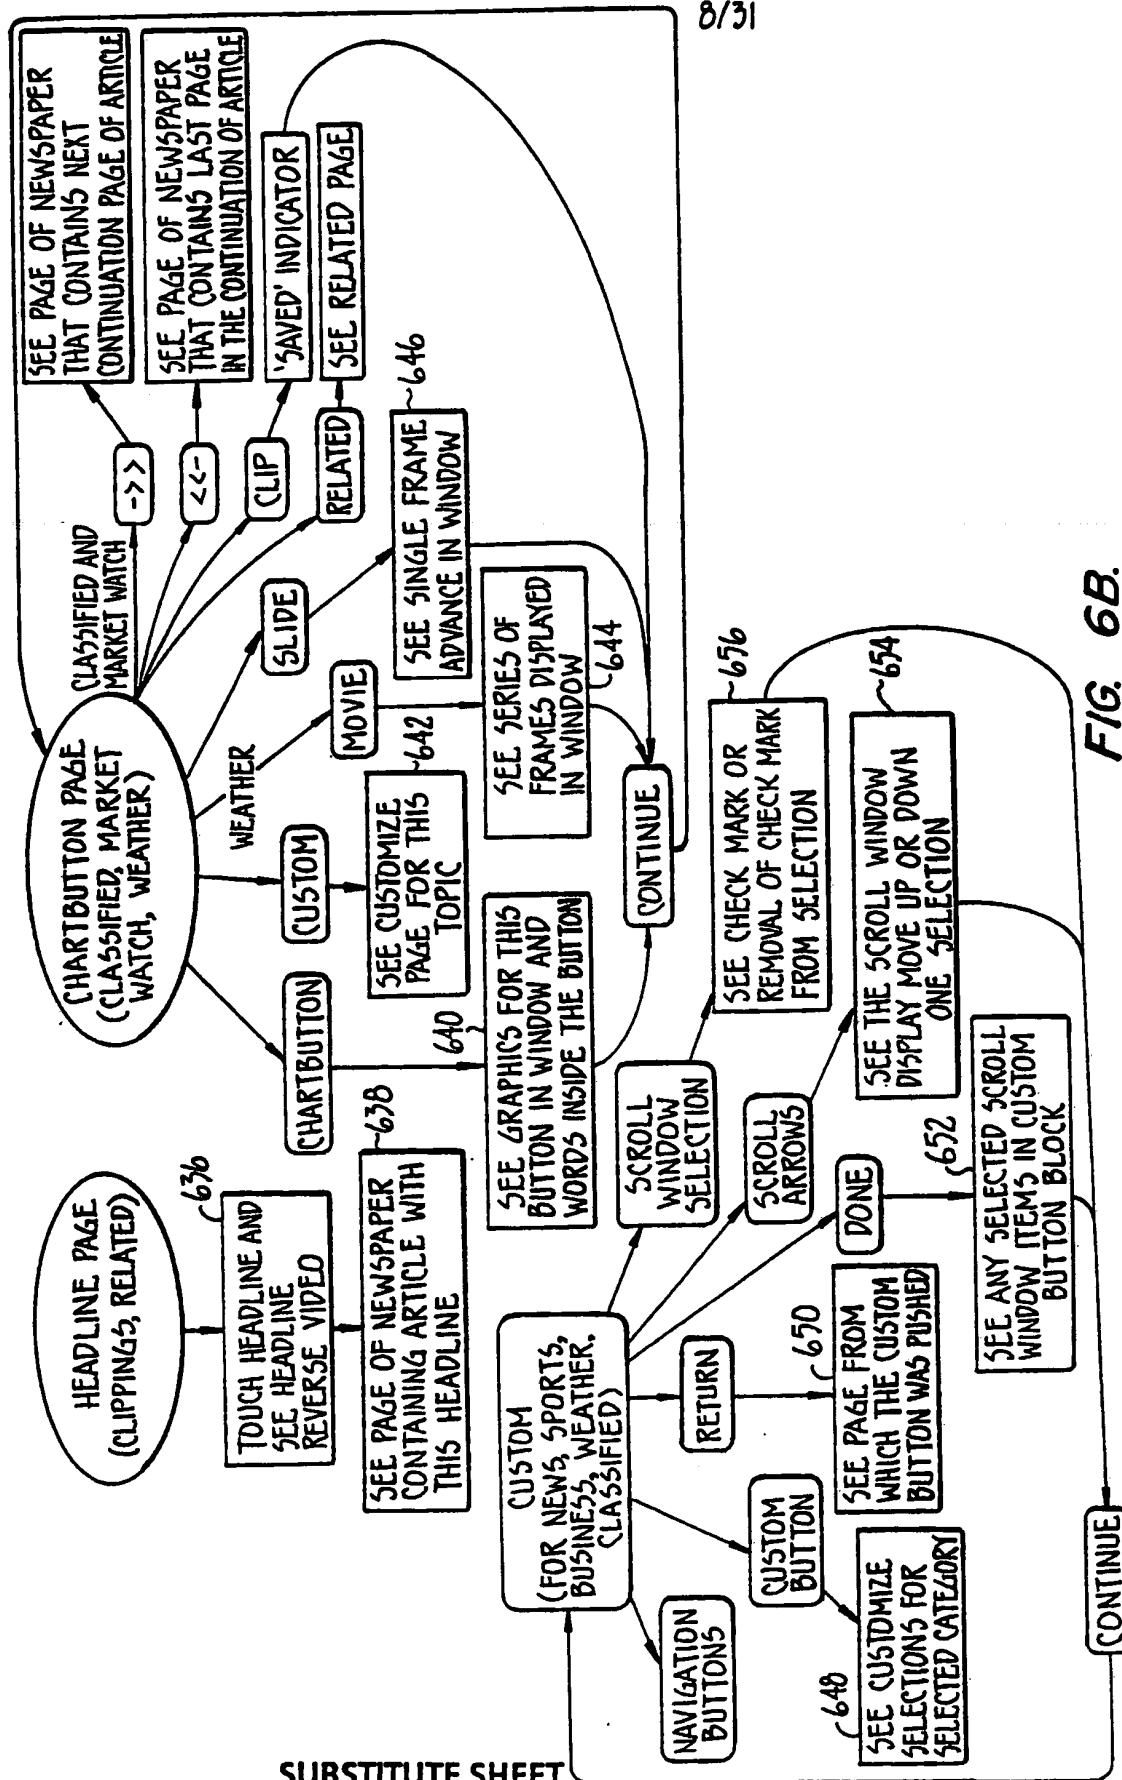 8/31
HEADLINE PAGE
(CLIPPINGS, RELATED)
636
TOUCH HEADLINE AND
SEE HEADLINE
REVERSE VIDEO
638
SEE PAGE OF NEWSPAPER
CONTAINING ARTICLE WITH
THIS HEADLINE
CHARTBUTTON PAGE
(CLASSIFIED, MARKET
WATCH, WEATHER)
CHARTBUTTON
640
SEE GRAPHICS FOR THIS
BUTTON IN WINDOW AND
WORDS INSIDE THE BUTTON
CUSTOM
642
SEE CUSTOMIZE
PAGE FOR THIS
TOPIC
WEATHER
MOVIE
SEE SERIES OF
FRAMES DISPLAYED
IN WINDOW
644
SLIDE
646
SEE SINGLE FRAME
ADVANCE IN WINDOW
CLASSIFIED AND
MARKET WATCH
->>
SEE PAGE OF NEWSPAPER
THAT CONTAINS NEXT
CONTINUATION PAGE OF ARTICLE
<<-
SEE PAGE OF NEWSPAPER
THAT CONTAINS LAST PAGE
IN THE CONTINUATION OF ARTICLE
CLIP
'SAVED' INDICATOR
RELATED
SEE RELATED PAGE
CONTINUE
CUSTOM
(FOR NEWS, SPORTS,
BUSINESS, WEATHER.
CLASSIFIED)
NAVIGATION
BUTTONS
CUSTOM
BUTTON
648
SEE CUSTOMIZE
SELECTIONS FOR
SELECTED CATEGORY
RETURN
650
SEE PAGE FROM
WHICH THE CUSTOM
BUTTON WAS PUSHED
DONE
652
SEE ANY SELECTED SCROLL
WINDOW ITEMS IN CUSTOM
BUTTON BLOCK
SCROLL
ARROWS
654
SEE THE SCROLL WINDOW
DISPLAY MOVE UP OR DOWN
ONE SELECTION
SCROLL
WINDOW
SELECTION
656
SEE CHECK MARK OR
REMOVAL OF CHECK MARK
FROM SELECTION
CONTINUE
FIG. 6B.
SUBSTITUTE SHEET